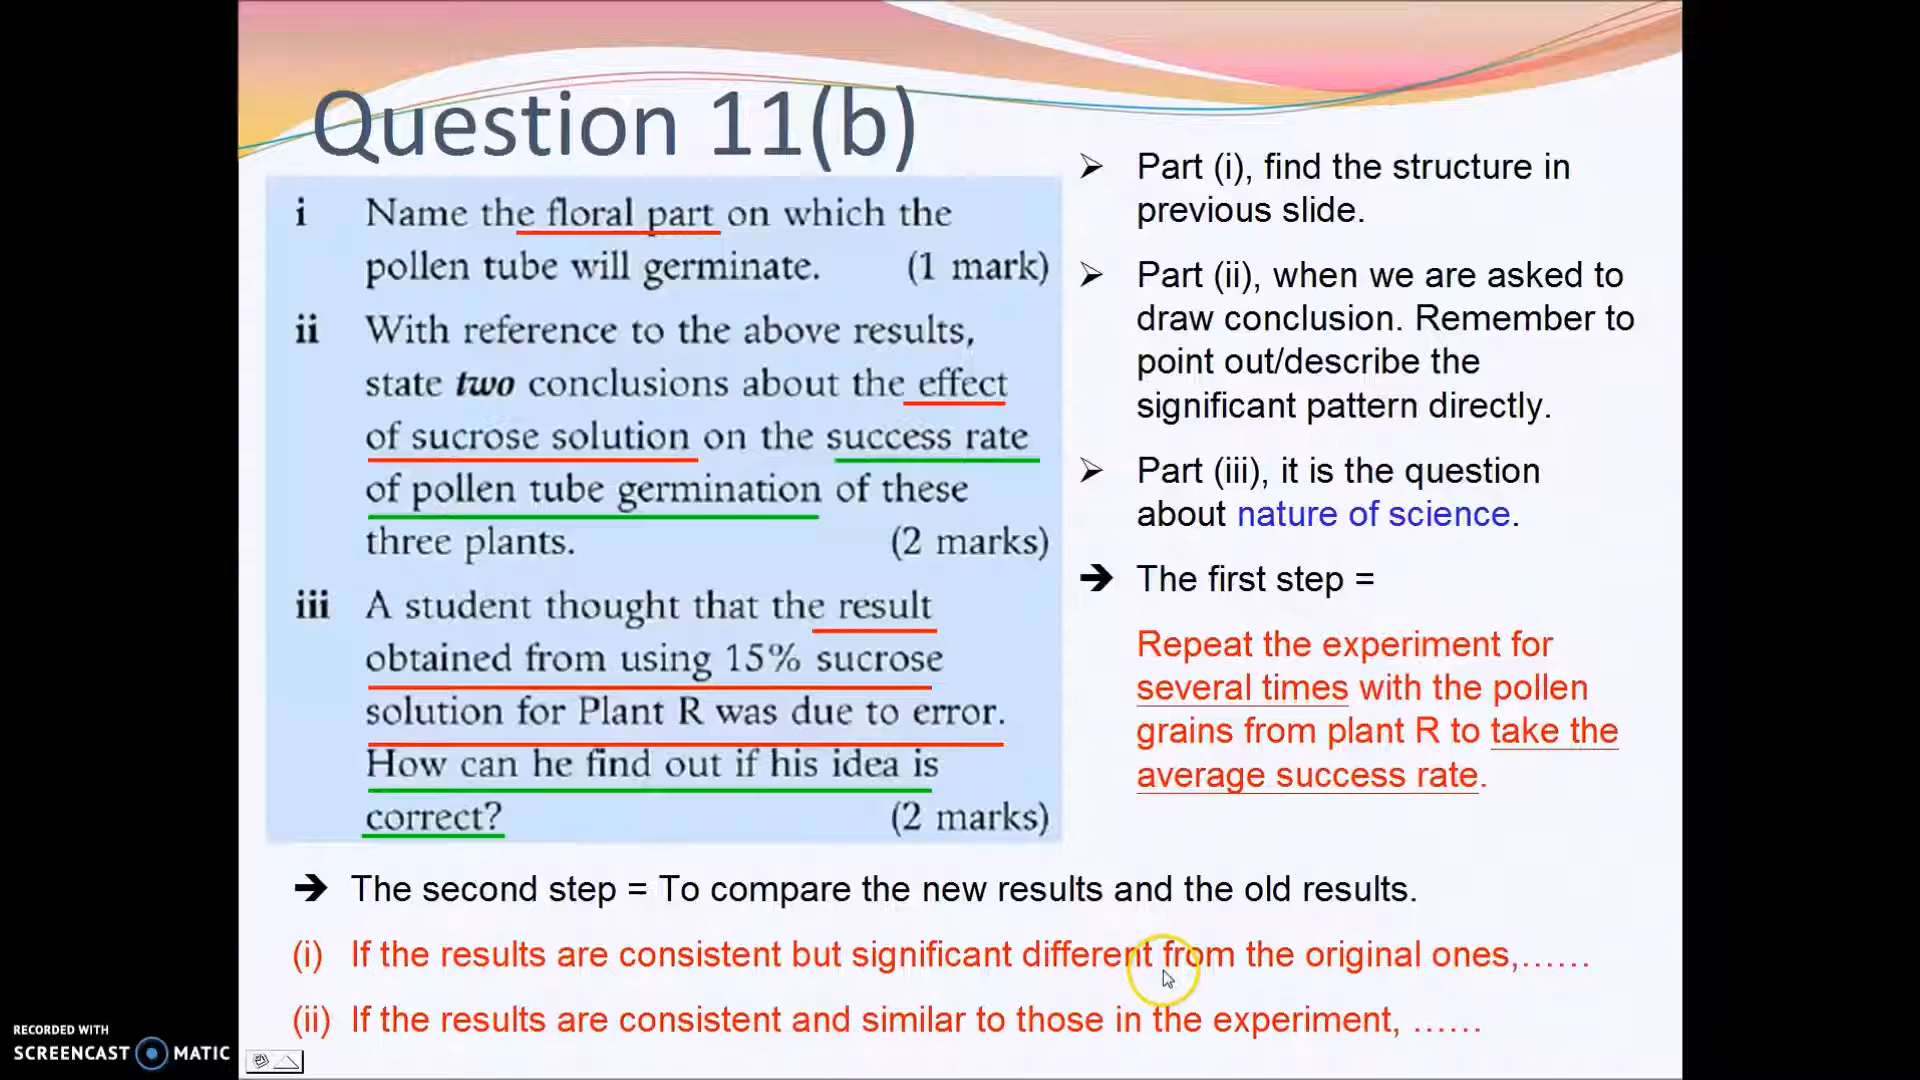 Question 11(b)
i Name the floral part on which the
pollen tube will germinate. (1 mark)
ii With reference to the above results,
state two conclusions about the effect
of sucrose solution on the success rate
of pollen tube germination of these
three plants. (2 marks)
iii A student thought that the result
obtained from using 15% sucrose
solution for Plant R was due to error.
How can he find out if his idea is
correct? (2 marks)
➢ Part (i), find the structure in
previous slide.
➢ Part (ii), when we are asked to
draw conclusion. Remember to
point out/describe the
significant pattern directly.
➢ Part (iii), it is the question
about nature of science.
➔ The first step =
Repeat the experiment for
several times with the pollen
grains from plant R to take the
average success rate.
➔ The second step = To compare the new results and the old results.
(i) If the results are consistent but significant different from the original ones,......
(ii) If the results are consistent and similar to those in the experiment, ......
RECORDED WITH
SCREENCAST MATIC